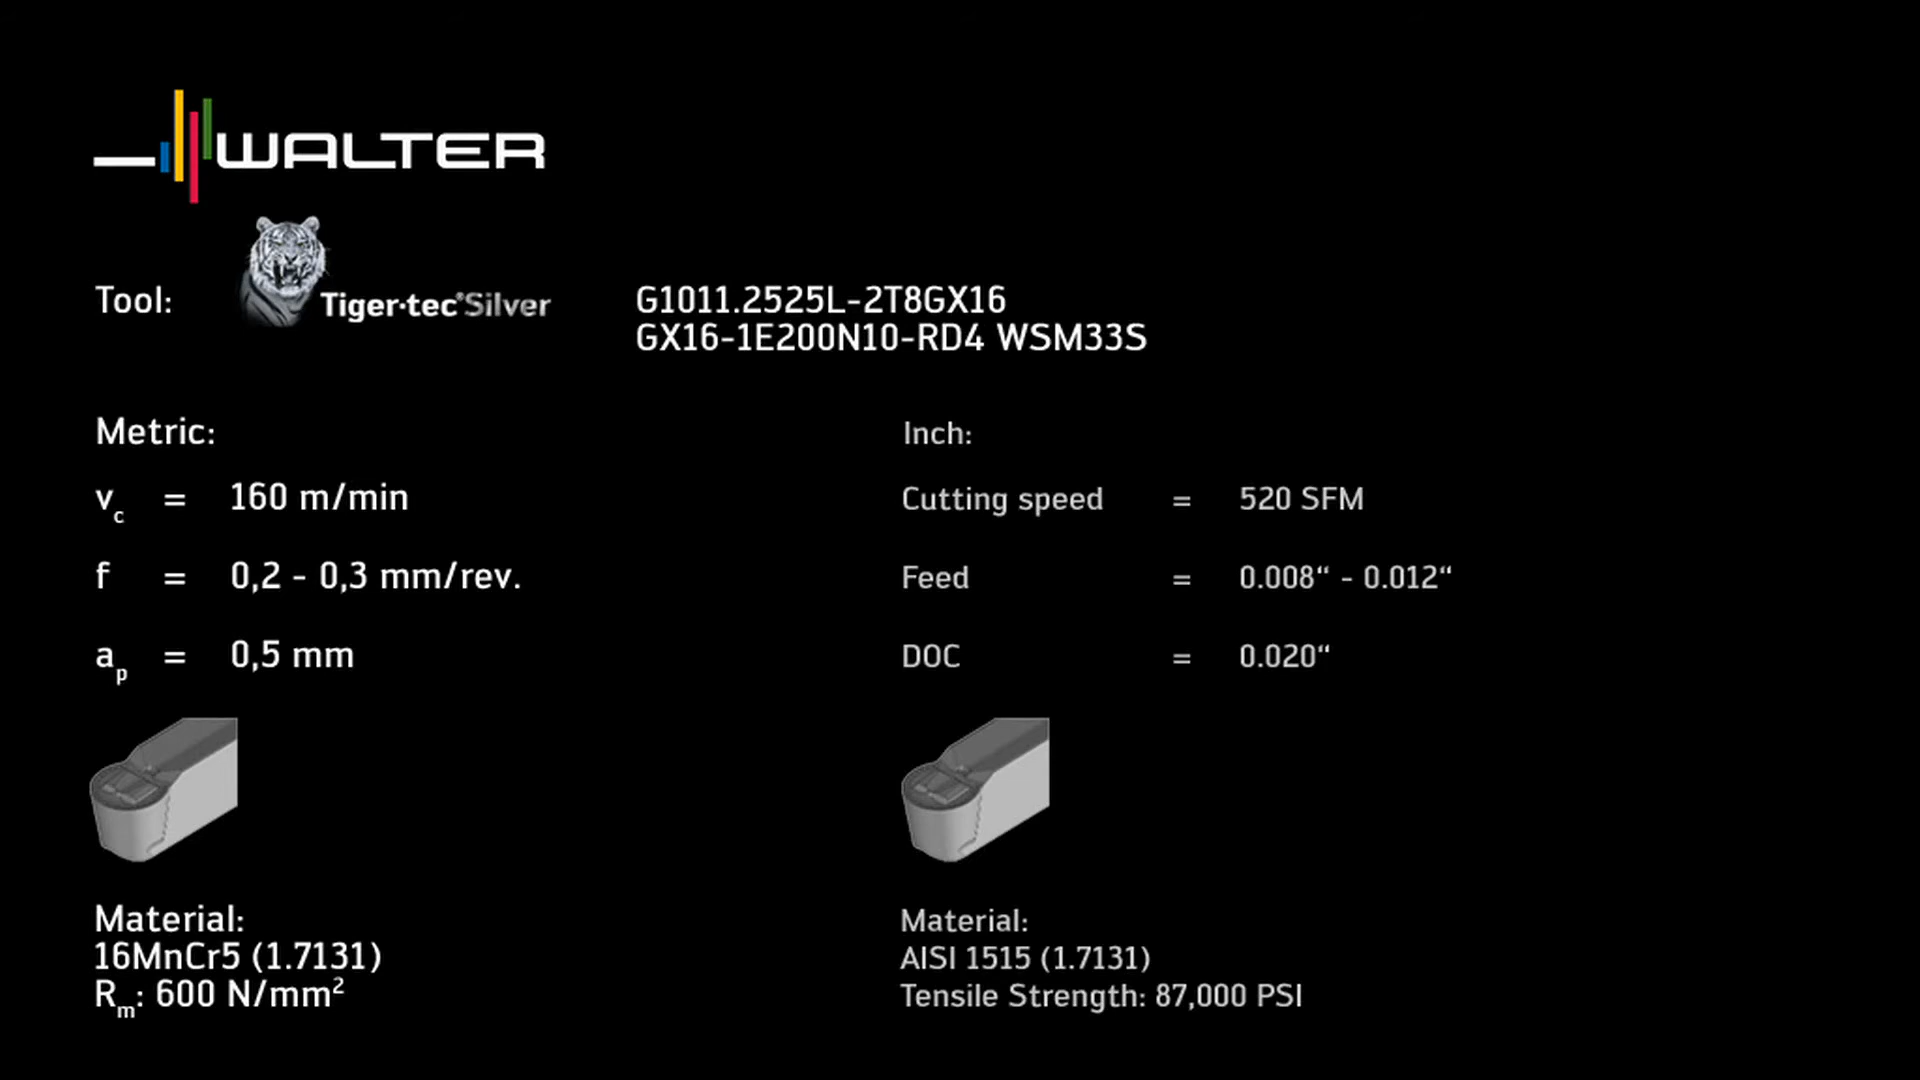 WALTER
Tool: Tiger·tec®Silver G1011.2525L-2T8GX16
GX16-1E200N10-RD4 WSM33S
Metric: Inch:
vc = 160 m/min Cutting speed = 520 SFM
f = 0,2 - 0,3 mm/rev. Feed = 0.008“ - 0.012“
ap = 0,5 mm DOC = 0.020“
Material:
16MnCr5 (1.7131)
Rm: 600 N/mm²
Material:
AISI 1515 (1.7131)
Tensile Strength: 87,000 PSI